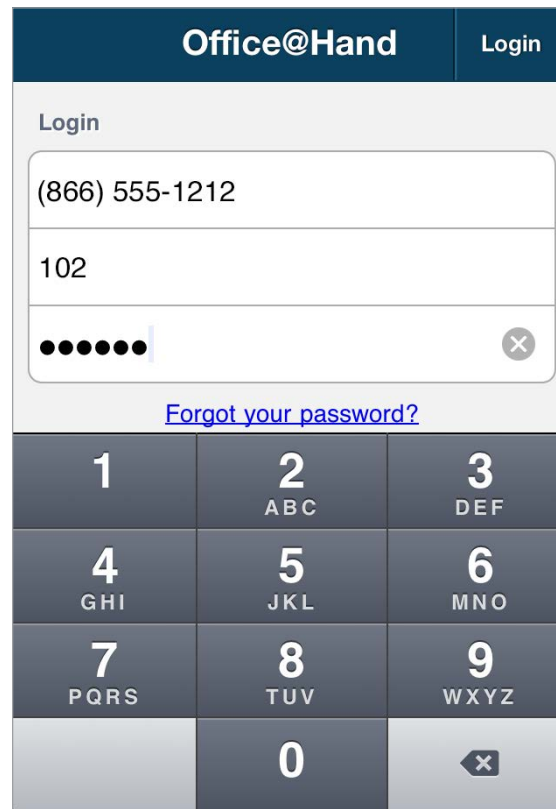 Office@Hand Login
Login
(866) 555-1212
102
●●●●●●
Forgot your password?
1 2 3
ABC DEF
4 5 6
GHI JKL MNO
7 8 9
PQRS TUV WXYZ
0